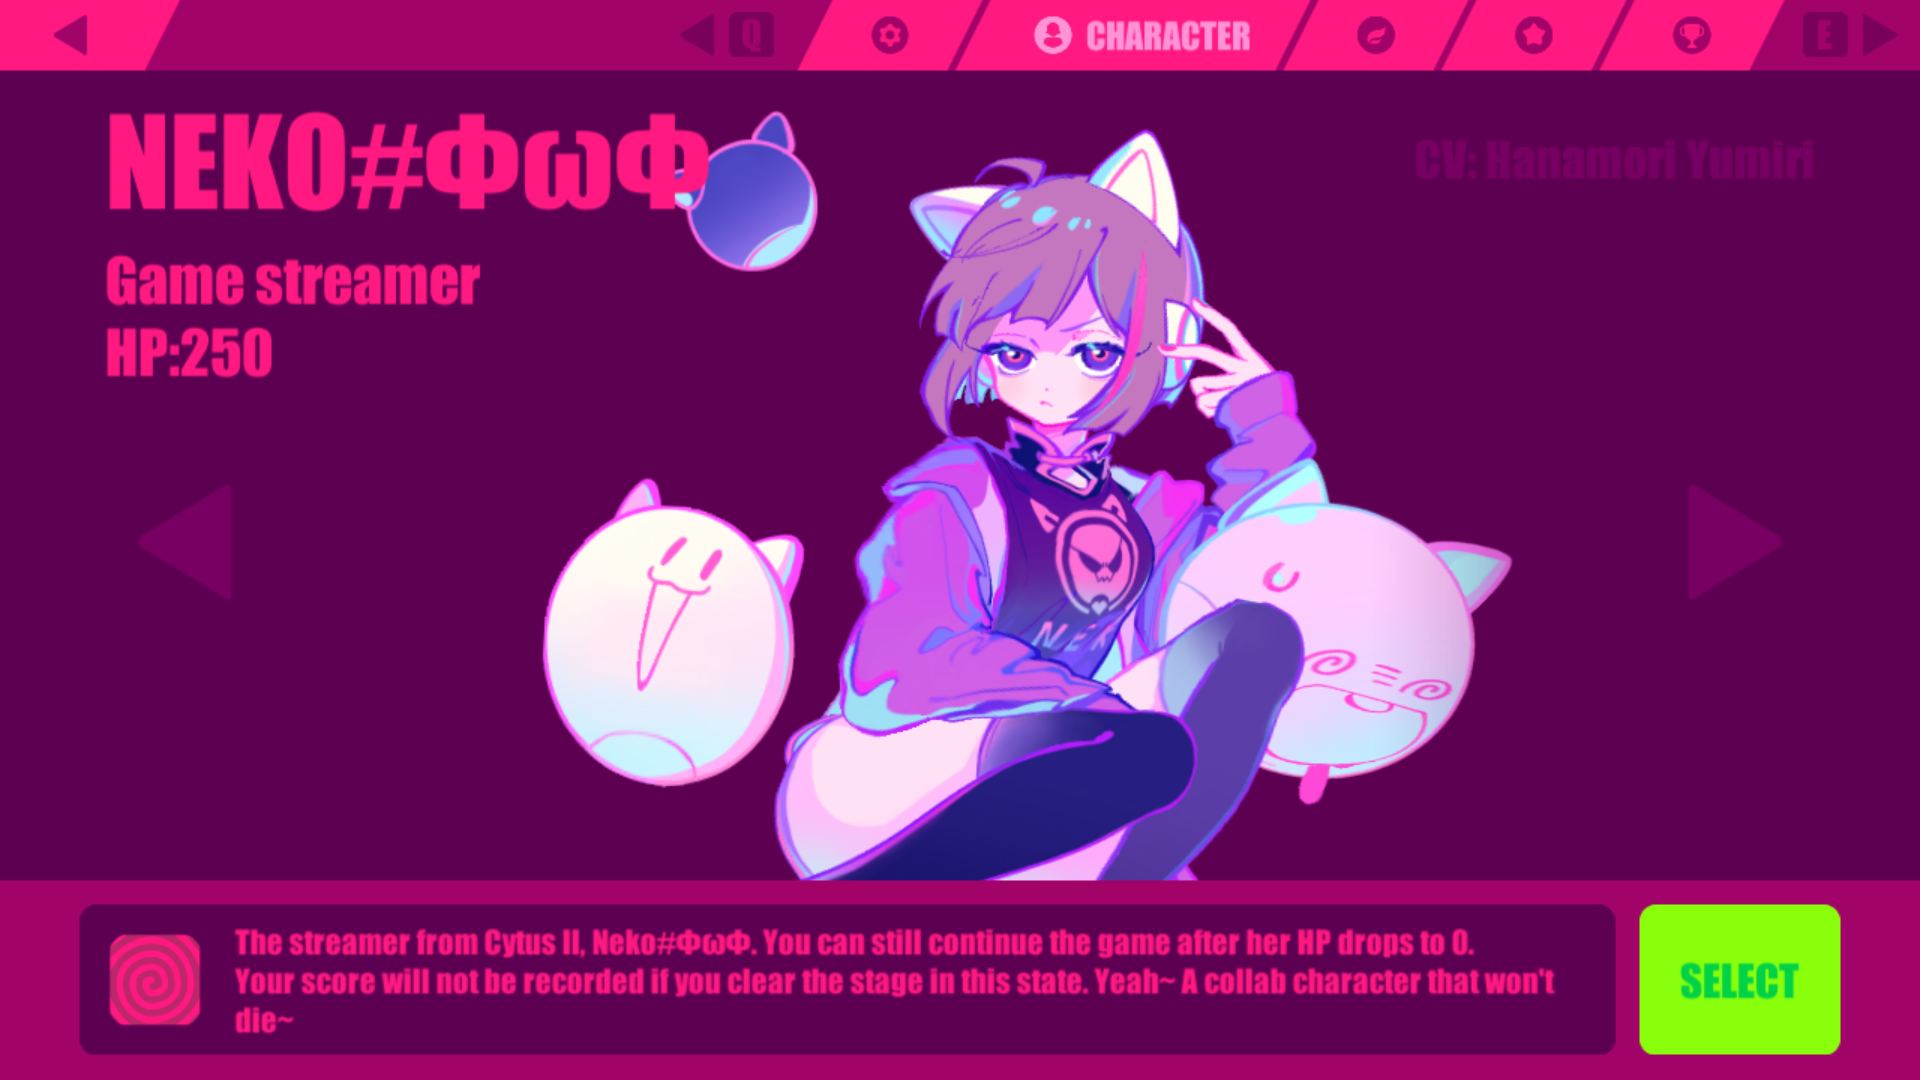 Q
CHARACTER
E
NEKO#ΦωΦ
CV: Hanamori Yumiri
Game streamer
HP:250
NEK
The streamer from Cytus II, Neko#ΦωΦ. You can still continue the game after her HP drops to 0.
Your score will not be recorded if you clear the stage in this state. Yeah~ A collab character that won't
die~
SELECT